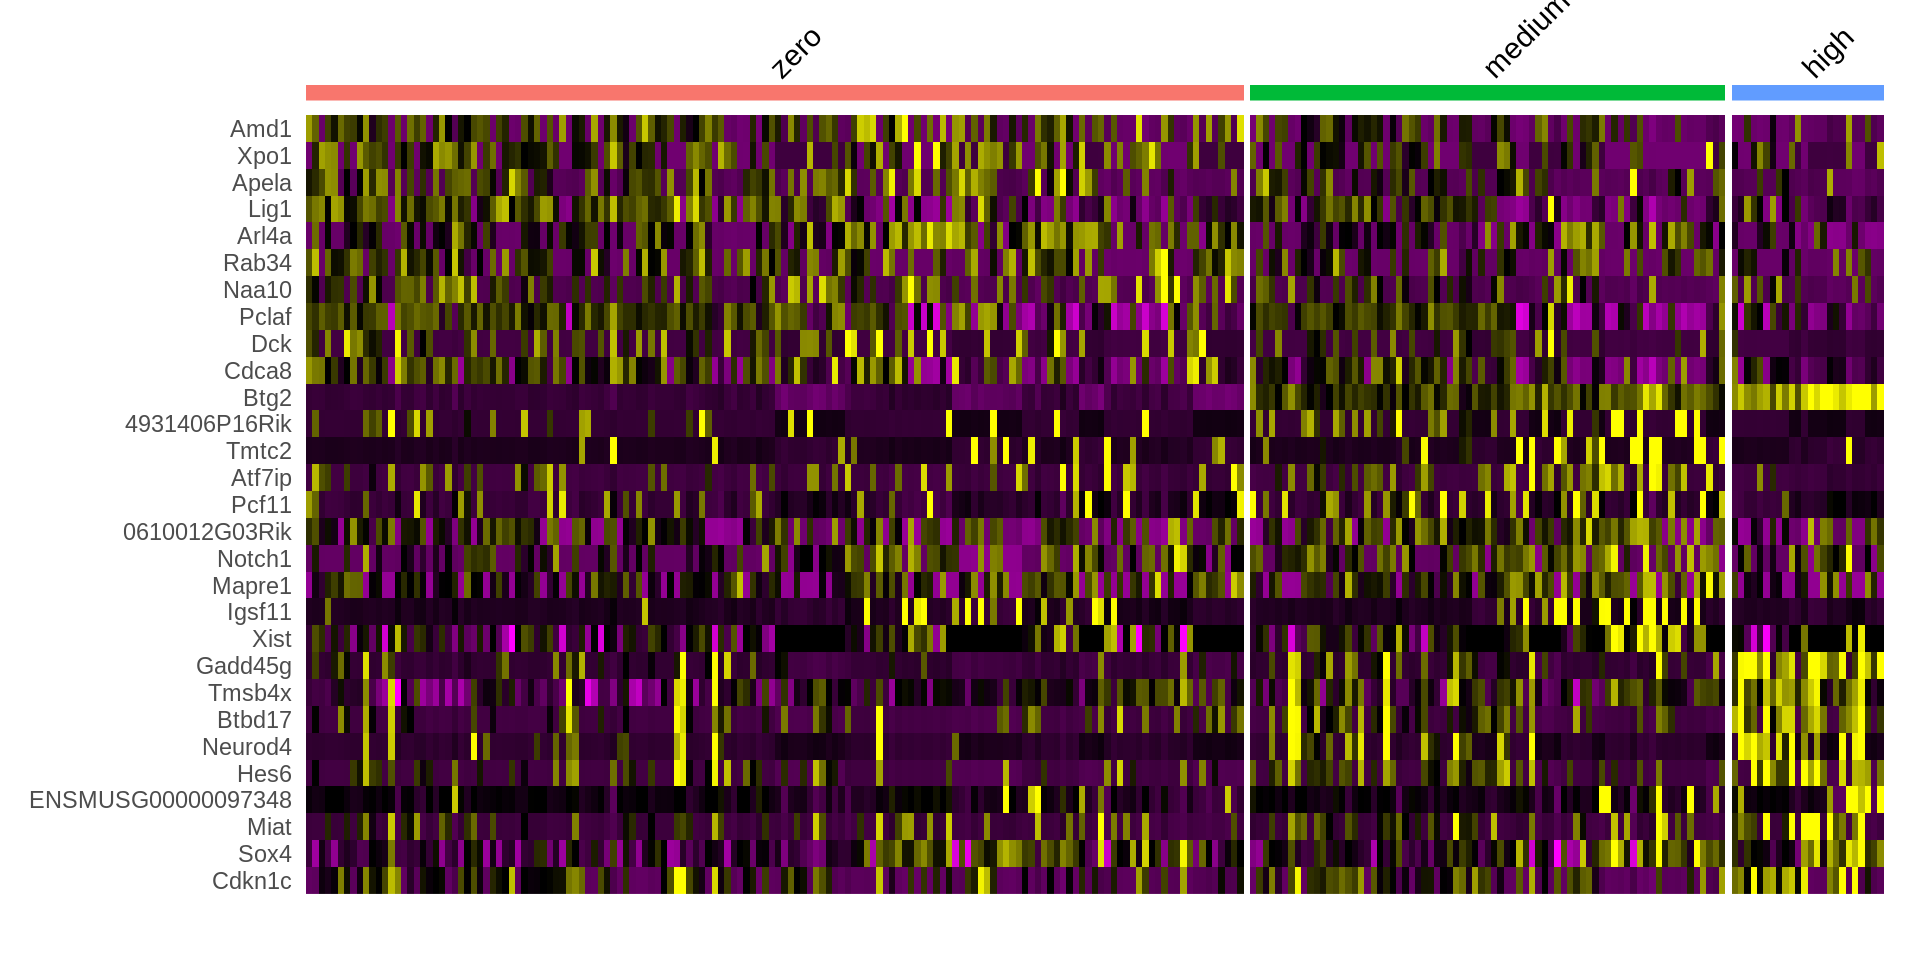 zero
medium
high
Amd1
Xpo1
Apela
Lig1
Arl4a
Rab34
Naa10
Pclaf
Dck
Cdca8
Btg2
4931406P16Rik
Tmtc2
Atf7ip
Pcf11
0610012G03Rik
Notch1
Mapre1
Igsf11
Xist
Gadd45g
Tmsb4x
Btbd17
Neurod4
Hes6
ENSMUSG00000097348
Miat
Sox4
Cdkn1c